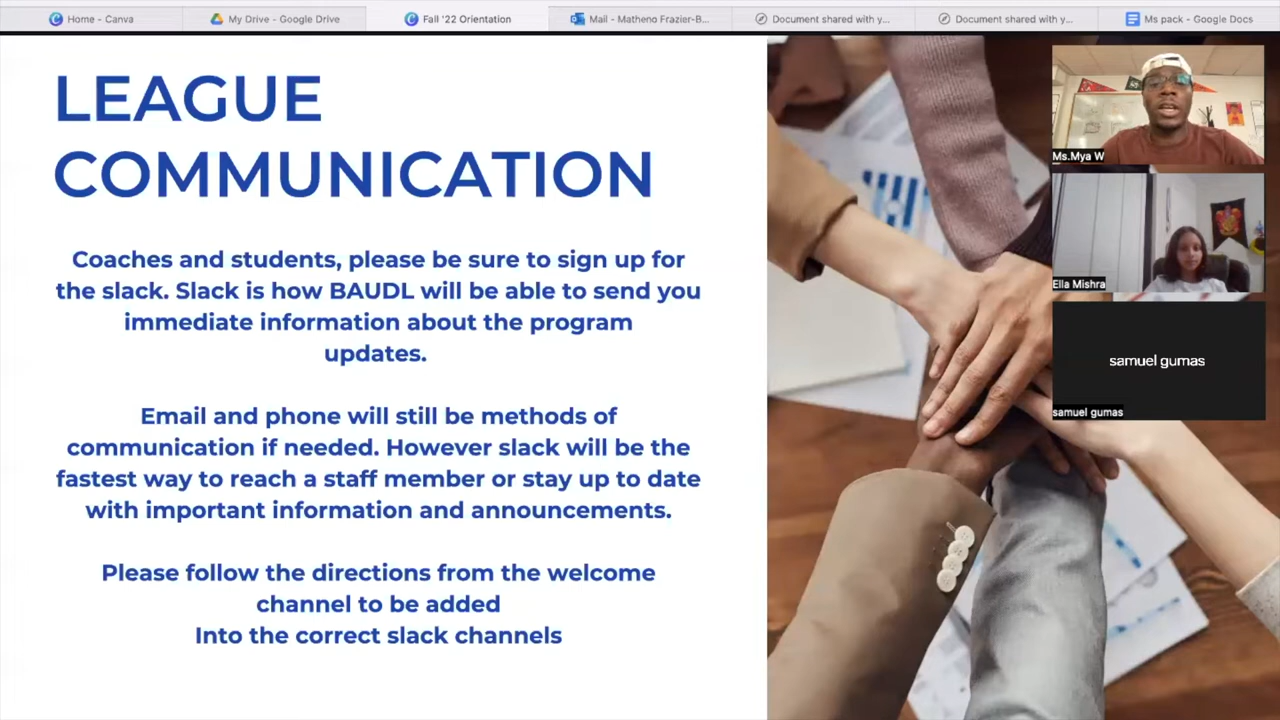 Home - Canva
My Drive - Google Drive
Fall '22 Orientation
Mail - Matheno Frazier-B...
Document shared with y...
Document shared with y...
Ms pack - Google Docs
LEAGUE
COMMUNICATION
Coaches and students, please be sure to sign up for
the slack. Slack is how BAUDL will be able to send you
immediate information about the program
updates.
Email and phone will still be methods of
communication if needed. However slack will be the
fastest way to reach a staff member or stay up to date
with important information and announcements.
Please follow the directions from the welcome
channel to be added
Into the correct slack channels
Ms.Mya W
Ella Mishra
samuel gumas
samuel gumas